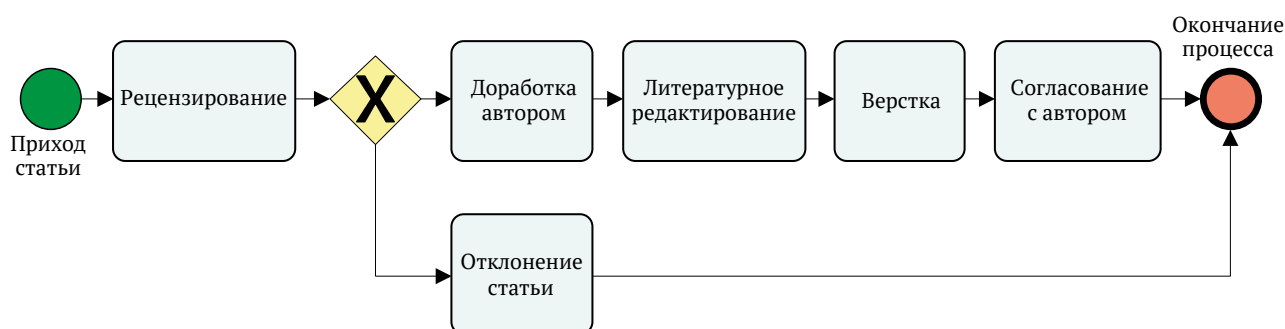 Приход
статьи
Рецензирование
X
Доработка
автором
Литературное
редактирование
Верстка
Согласование
с автором
Окончание
процесса
Отклонение
статьи